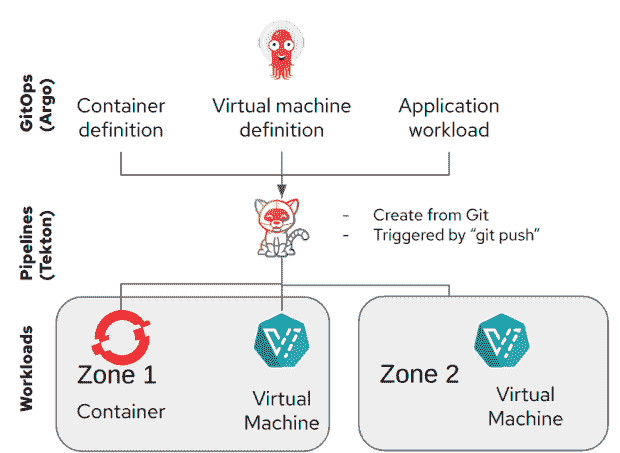 GitOps
(Argo)
Container
definition
Virtual machine
definition
Application
workload
Pipelines
(Tekton)
- Create from Git
- Triggered by “git push”
Workloads
Zone 1
Container
Virtual
Machine
Zone 2
Virtual
Machine